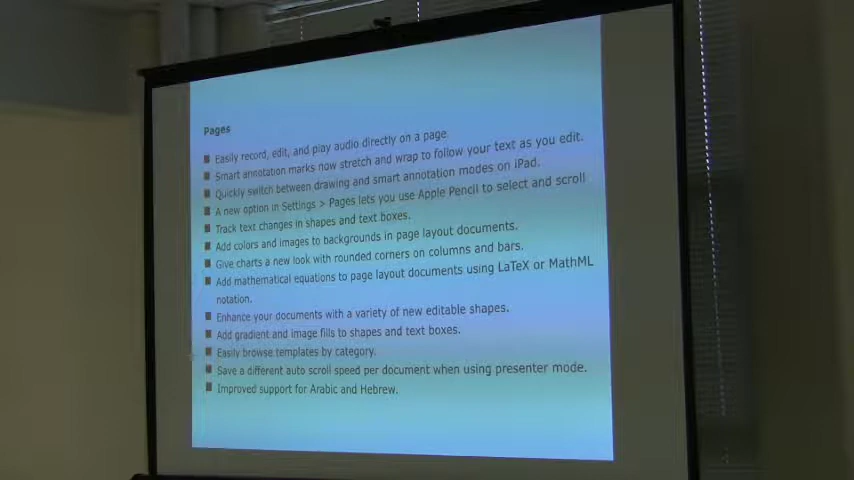 Pages
Easily record, edit, and play audio directly on a page.
Smart annotation marks now stretch and wrap to follow your text as you edit.
Quickly switch between drawing and smart annotation modes on iPad.
A new option in Settings > Pages lets you use Apple Pencil to select and scroll
Track text changes in shapes and text boxes.
Add colors and images to backgrounds in page layout documents.
Give charts a new look with rounded corners on columns and bars.
Add mathematical equations to page layout documents using LaTeX or MathML
notation.
Enhance your documents with a variety of new editable shapes.
Add gradient and image fills to shapes and text boxes.
Easily browse templates by category.
Save a different auto scroll speed per document when using presenter mode.
Improved support for Arabic and Hebrew.